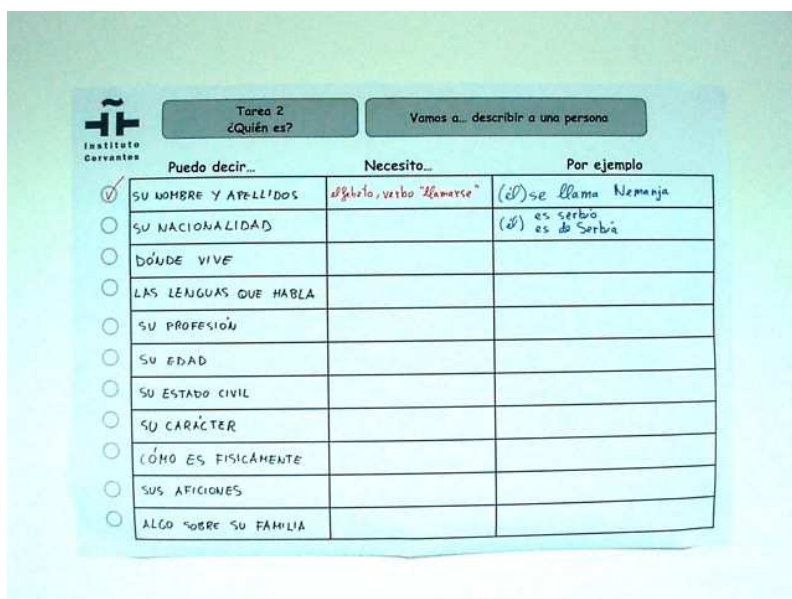 Instituto
Cervantes
Tarea 2
¿Quién es?
Vamos a... describir a una persona
Puedo decir...
Necesito...
Por ejemplo
SU NOMBRE Y APELLIDOS
alfabeto, verbo "llamarse"
(él) se llama Nemanja
SU NACIONALIDAD
(él) es serbio
es de Serbia
DÓNDE VIVE
LAS LENGUAS QUE HABLA
SU PROFESIÓN
SU EDAD
SU ESTADO CIVIL
SU CARÁCTER
CÓMO ES FISICAMENTE
SUS AFICIONES
ALGO SOBRE SU FAMILIA